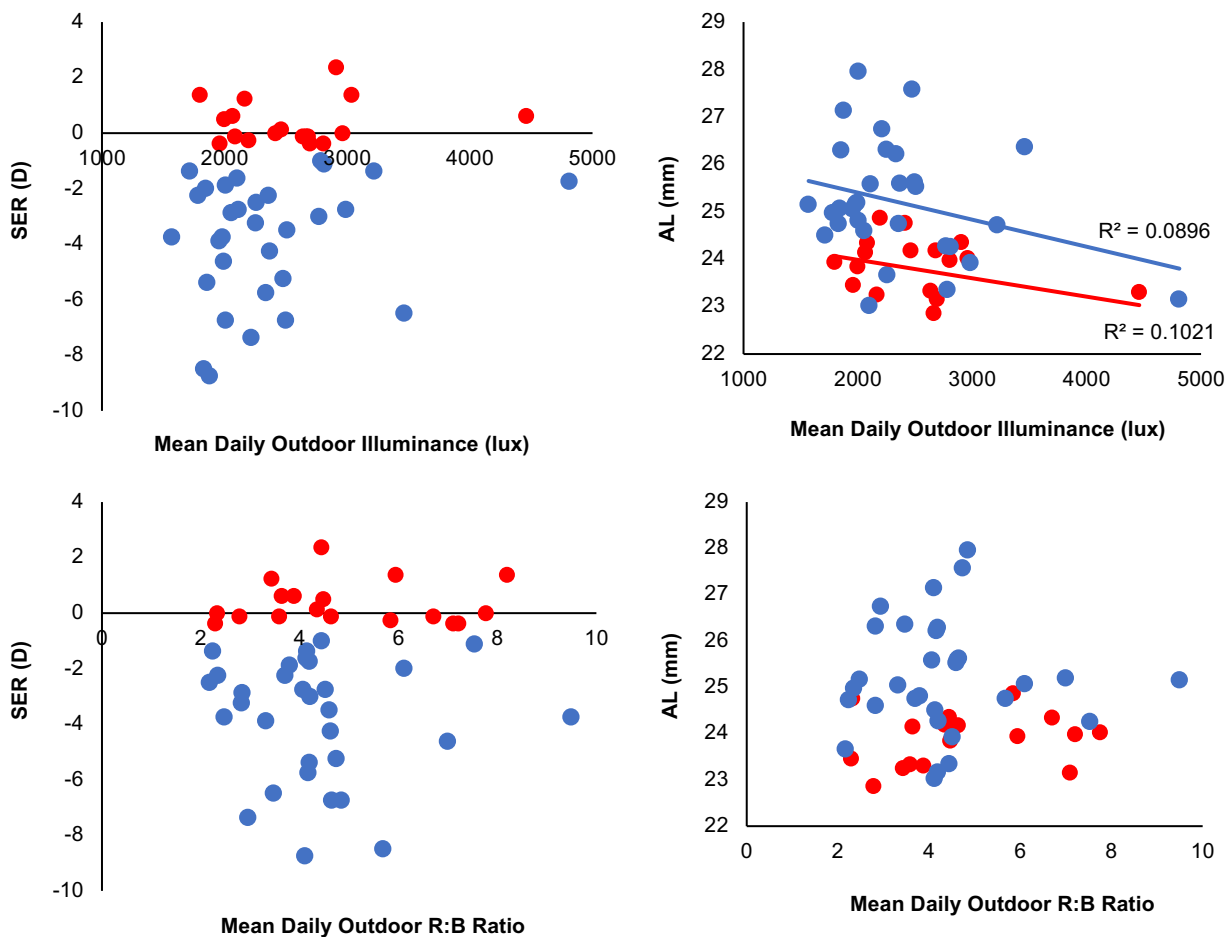 4
2
0
-2
-4
-6
-8
-10
SER (D)
1000 2000 3000 4000 5000
Mean Daily Outdoor Illuminance (lux)
29
28
27
26
25
24
23
22
AL (mm)
R² = 0.0896
R² = 0.1021
1000 2000 3000 4000 5000
Mean Daily Outdoor Illuminance (lux)
4
2
0
-2
-4
-6
-8
-10
SER (D)
0 2 4 6 8 10
Mean Daily Outdoor R:B Ratio
29
28
27
26
25
24
23
22
AL (mm)
0 2 4 6 8 10
Mean Daily Outdoor R:B Ratio